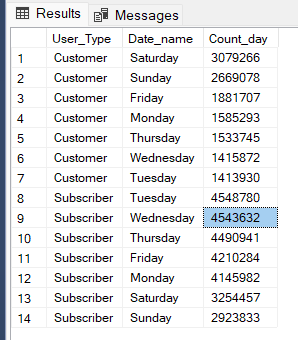 Results Messages
User_Type Date_name Count_day
1 Customer Saturday 3079266
2 Customer Sunday 2669078
3 Customer Friday 1881707
4 Customer Monday 1585293
5 Customer Thursday 1533745
6 Customer Wednesday 1415872
7 Customer Tuesday 1413930
8 Subscriber Tuesday 4548780
9 Subscriber Wednesday 4543632
10 Subscriber Thursday 4490941
11 Subscriber Friday 4210284
12 Subscriber Monday 4145982
13 Subscriber Saturday 3254457
14 Subscriber Sunday 2923833